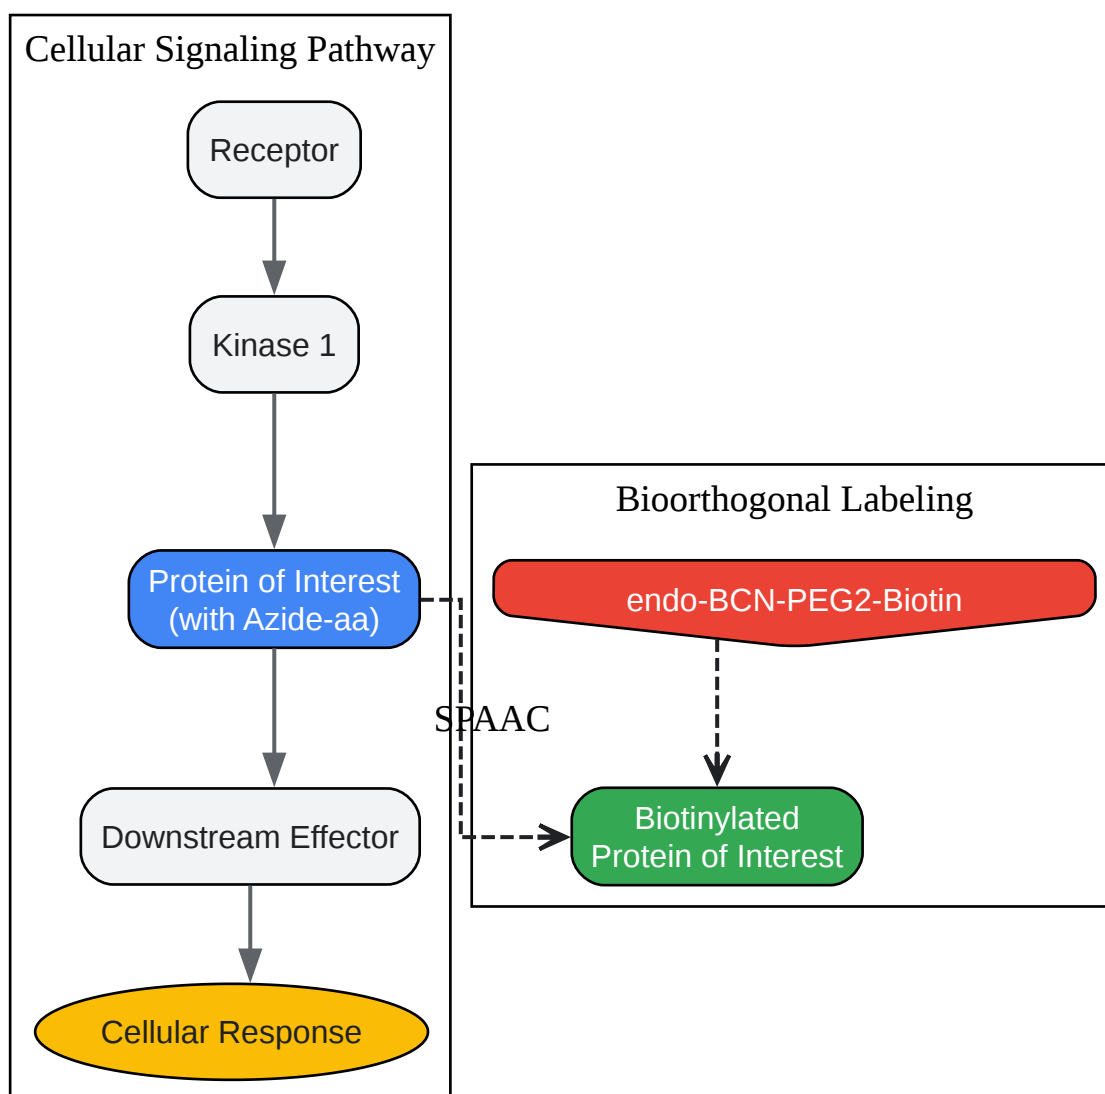 Cellular Signaling Pathway
Receptor
Kinase 1
Protein of Interest
(with Azide-aa)
Downstream Effector
Cellular Response
SPAAC
Bioorthogonal Labeling
endo-BCN-PEG2-Biotin
Biotinylated
Protein of Interest